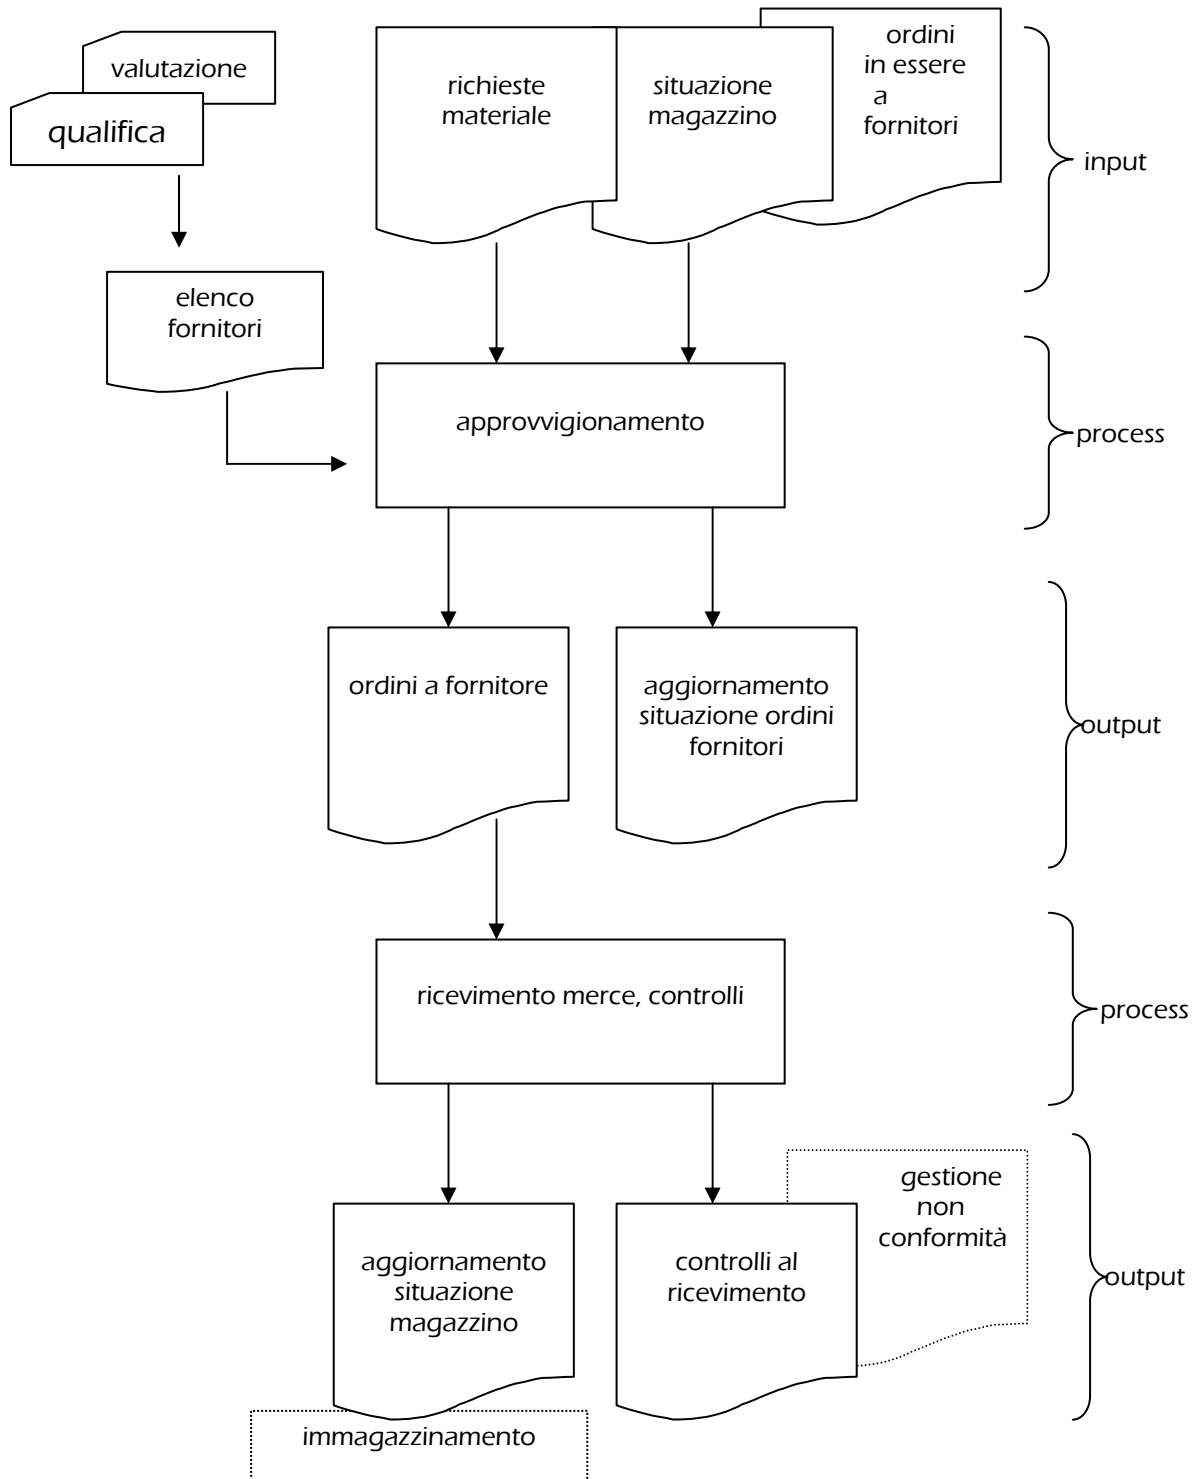 valutazione
qualifica
richieste
materiale
situazione
magazzino
ordini
in essere
a
fornitori
input
elenco
fornitori
approvvigionamento
process
ordini a fornitore
aggiornamento
situazione ordini
fornitori
output
ricevimento merce, controlli
process
aggiornamento
situazione
magazzino
controlli al
ricevimento
gestione
non
conformità
output
immagazzinamento